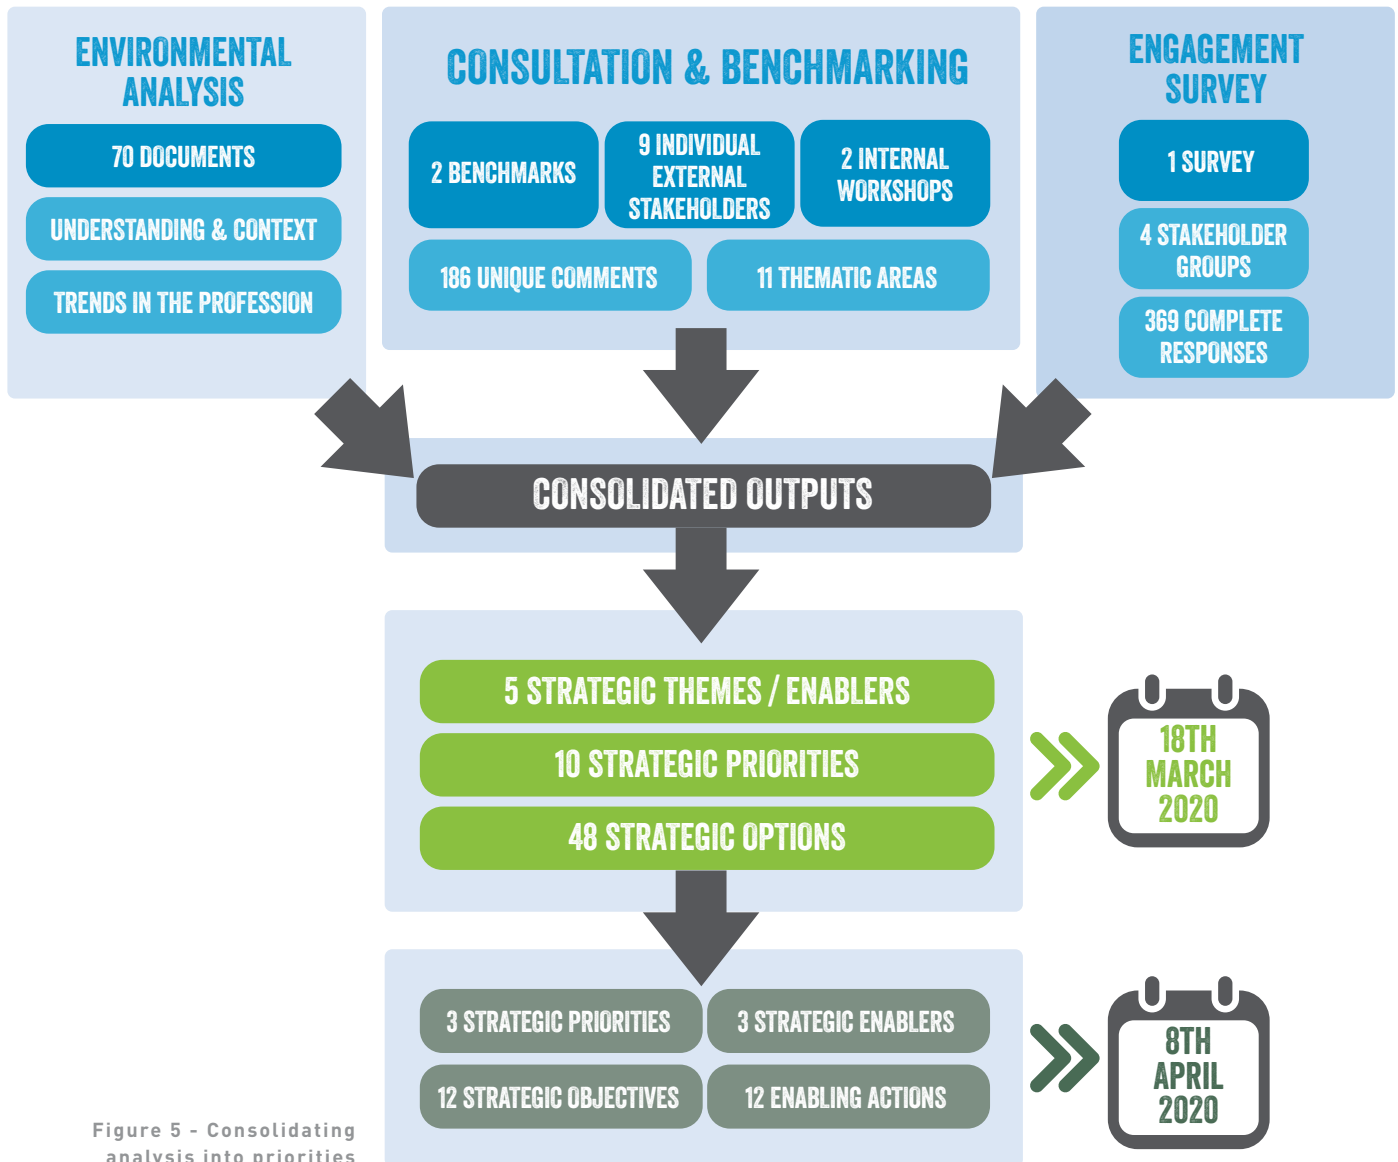 ENVIRONMENTAL
ANALYSIS
70 DOCUMENTS
UNDERSTANDING & CONTEXT
TRENDS IN THE PROFESSION
CONSULTATION & BENCHMARKING
2 BENCHMARKS
9 INDIVIDUAL
EXTERNAL
STAKEHOLDERS
2 INTERNAL
WORKSHOPS
186 UNIQUE COMMENTS
11 THEMATIC AREAS
ENGAGEMENT
SURVEY
1 SURVEY
4 STAKEHOLDER
GROUPS
369 COMPLETE
RESPONSES
CONSOLIDATED OUTPUTS
5 STRATEGIC THEMES / ENABLERS
10 STRATEGIC PRIORITIES
48 STRATEGIC OPTIONS
18TH
MARCH
2020
3 STRATEGIC PRIORITIES
3 STRATEGIC ENABLERS
12 STRATEGIC OBJECTIVES
12 ENABLING ACTIONS
8TH
APRIL
2020
Figure 5 - Consolidating
analysis into priorities